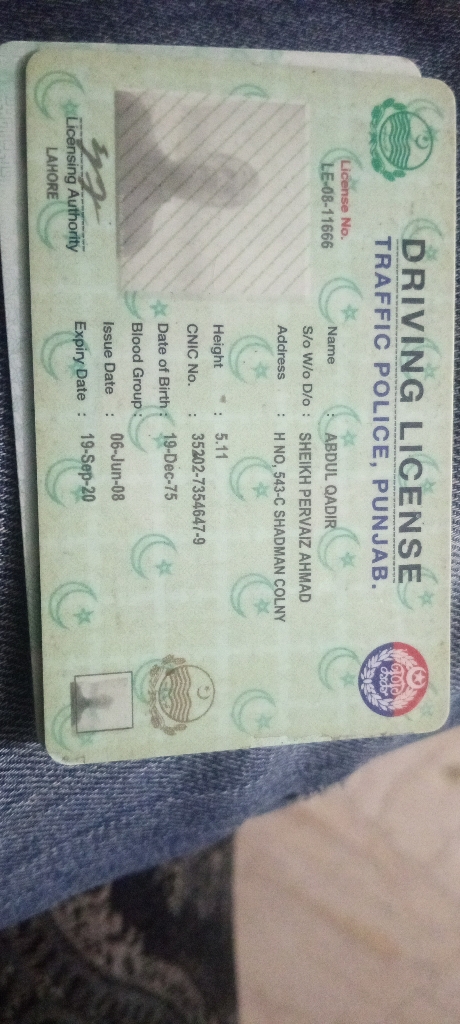 DRIVING LICENSE
TRAFFIC POLICE, PUNJAB.
License No.
LE-08-11666
Name : ABDUL QADIR
S/o W/o D/o : SHEIKH PERVAIZ AHMAD
Address : H NO, 543-C SHADMAN COLNY
Height : 5.11
CNIC No. : 35202-7354647-9
Date of Birth : 19-Dec-75
Blood Group :
Issue Date : 06-Jun-08
Expiry Date : 19-Sep-20
Licensing Authority
LAHORE